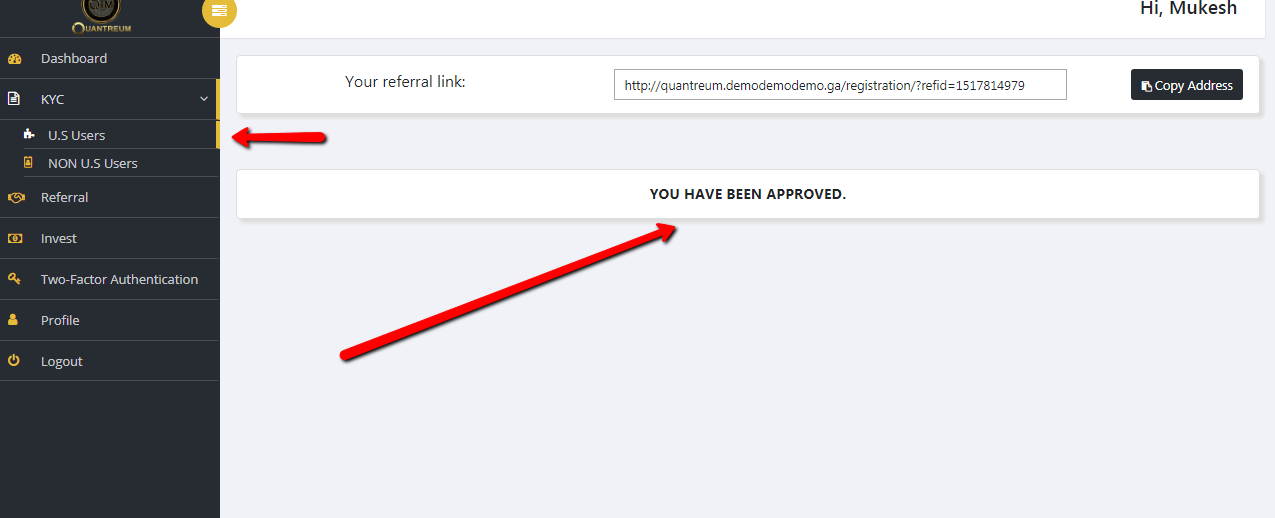 QTM
QUANTREUM
Hi, Mukesh
Dashboard
KYC
U.S Users
NON U.S Users
Referral
Invest
Two-Factor Authentication
Profile
Logout
Your referral link:
http://quantreum.demodemodemo.ga/registration/?refid=1517814979
Copy Address
YOU HAVE BEEN APPROVED.